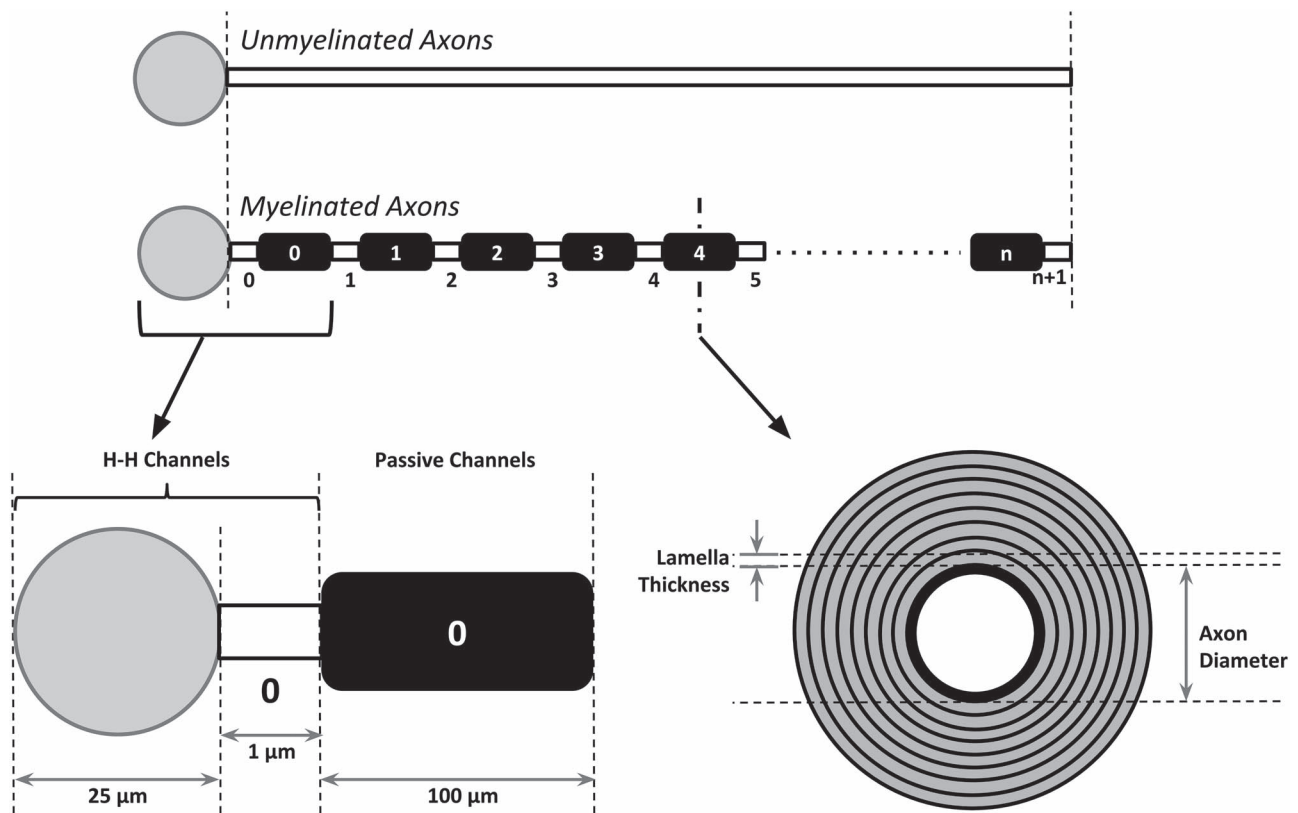 Unmyelinated Axons
Myelinated Axons
0 1 2 3 4 n
0 1 2 3 4 5 n+1
H-H Channels
Passive Channels
Lamella
Thickness
Axon
Diameter
0
0
1 μm
25 μm
100 μm